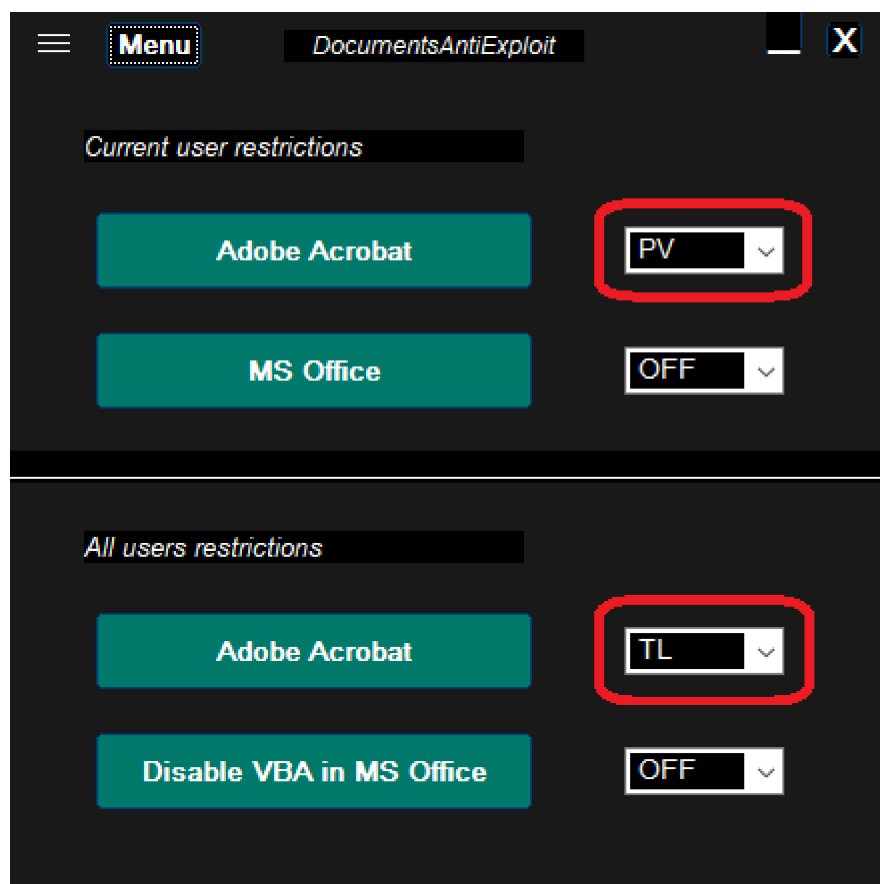 Menu DocumentsAntiExploit _ X
Current user restrictions
Adobe Acrobat PV
MS Office OFF
All users restrictions
Adobe Acrobat TL
Disable VBA in MS Office OFF